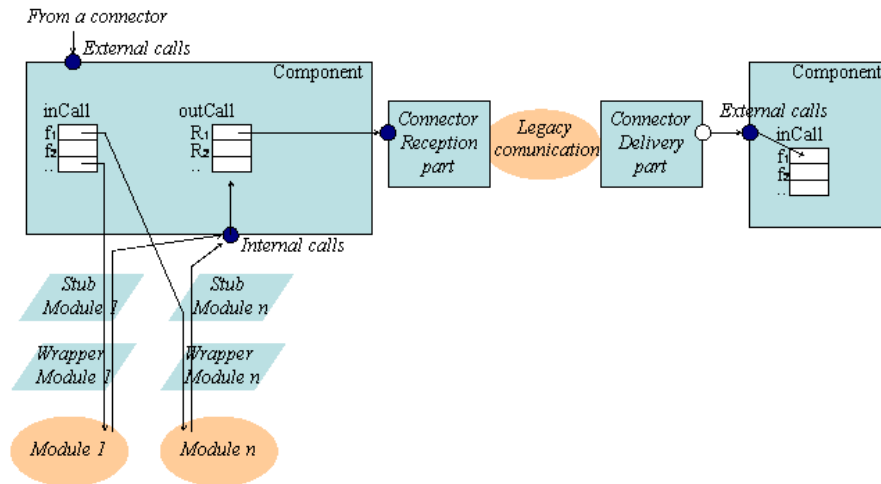 From a connector
External calls
Component
inCall
f1
f2
..
outCall
R1
R2
..
Connector
Reception
part
Legacy
comunication
Connector
Delivery
part
Component
External calls
inCall
f1
f2
..
Internal calls
Stub
Module 1
Stub
Module n
Wrapper
Module 1
Wrapper
Module n
Module 1
Module n